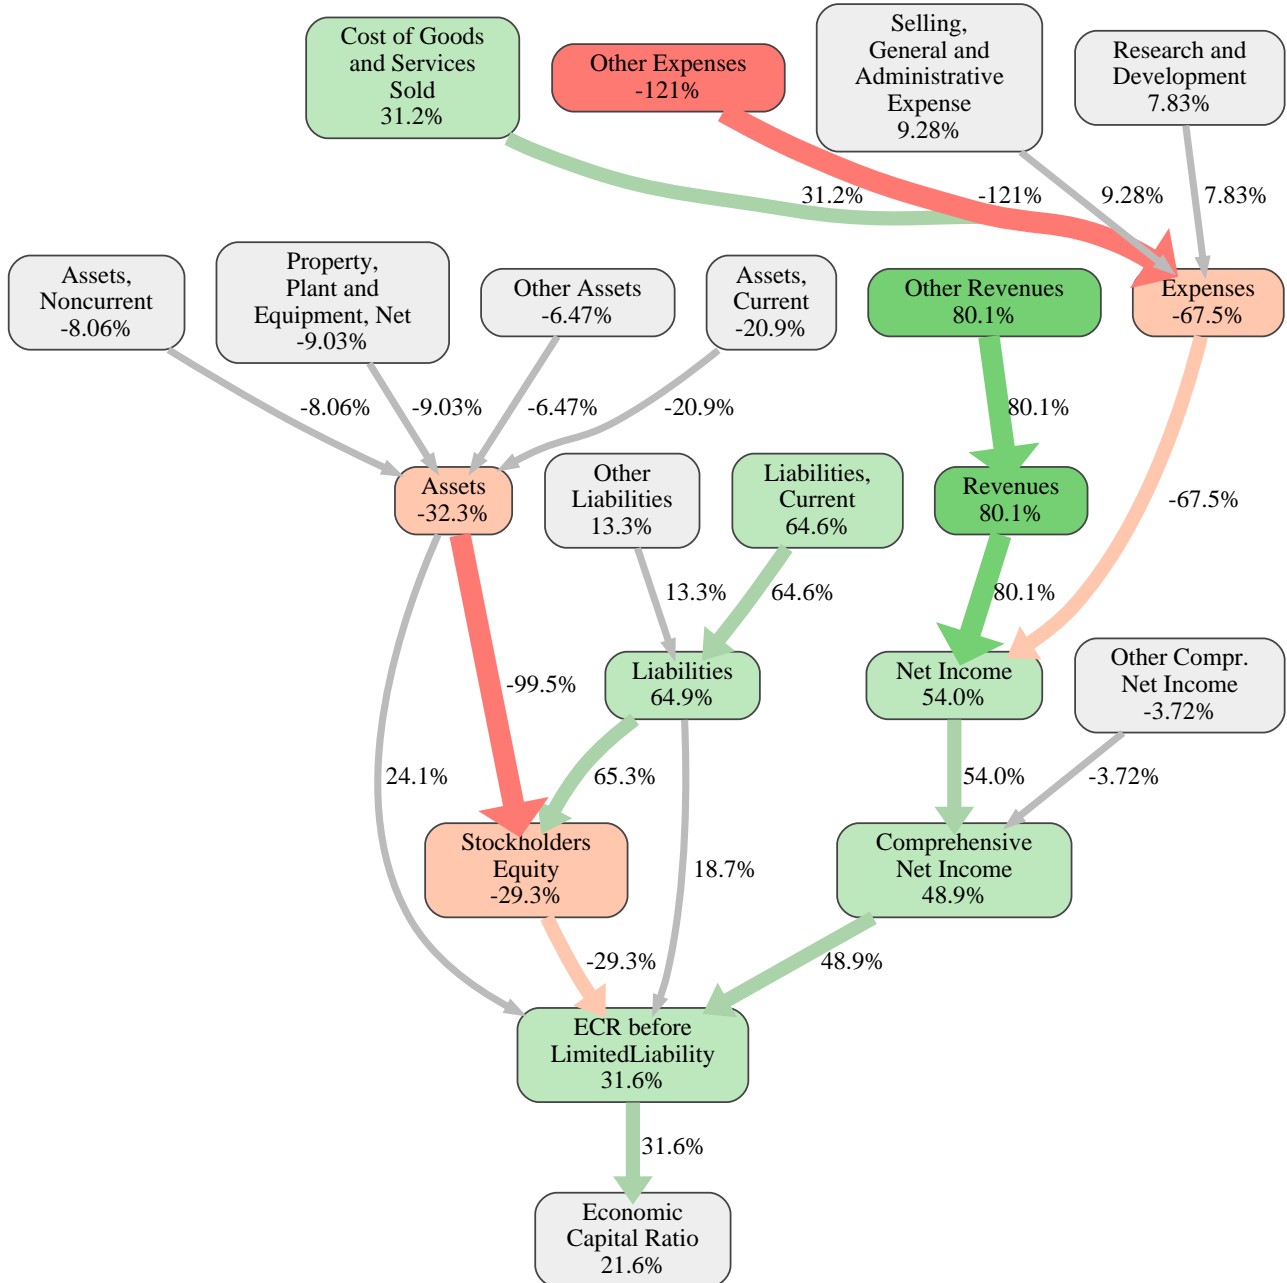 Cost of Goods
and Services
Sold
31.2%
Other Expenses
-121%
Selling,
General and
Administrative
Expense
9.28%
Research and
Development
7.83%
31.2%
-121%
9.28%
7.83%
Assets,
Noncurrent
-8.06%
Property,
Plant and
Equipment, Net
-9.03%
Other Assets
-6.47%
Assets,
Current
-20.9%
Other Revenues
80.1%
Expenses
-67.5%
-8.06%
-9.03%
-6.47%
-20.9%
80.1%
-67.5%
Assets
-32.3%
Other
Liabilities
13.3%
Liabilities,
Current
64.6%
Revenues
80.1%
13.3%
64.6%
80.1%
-99.5%
Liabilities
64.9%
Net Income
54.0%
Other Compr.
Net Income
-3.72%
24.1%
65.3%
54.0%
-3.72%
Stockholders
Equity
-29.3%
18.7%
Comprehensive
Net Income
48.9%
-29.3%
48.9%
ECR before
LimitedLiability
31.6%
31.6%
Economic
Capital Ratio
21.6%